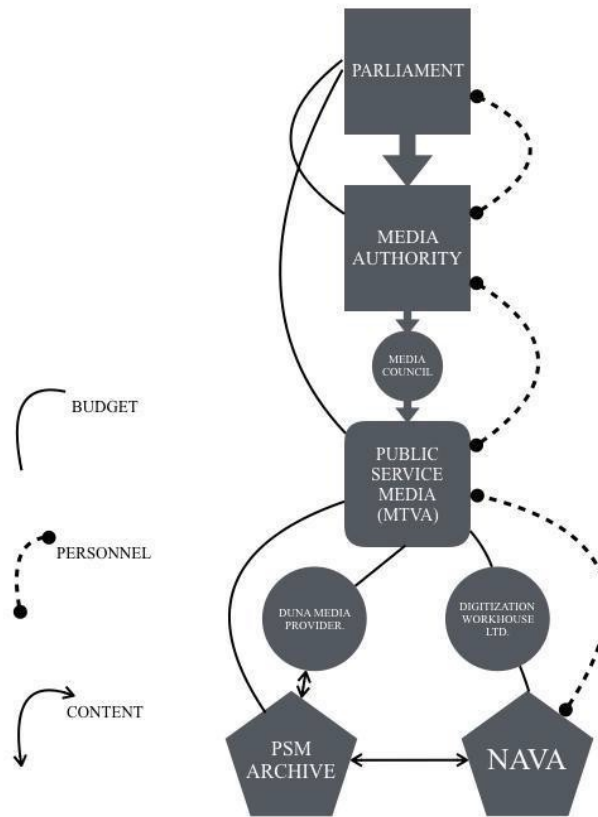 PARLIAMENT
MEDIA
AUTHORITY
MEDIA
COUNCIL
BUDGET
PUBLIC
SERVICE
MEDIA
(MTVA)
PERSONNEL
DUNA MEDIA
PROVIDER.
DIGITIZATION
WORKHOUSE
LTD.
CONTENT
PSM
ARCHIVE
NAVA